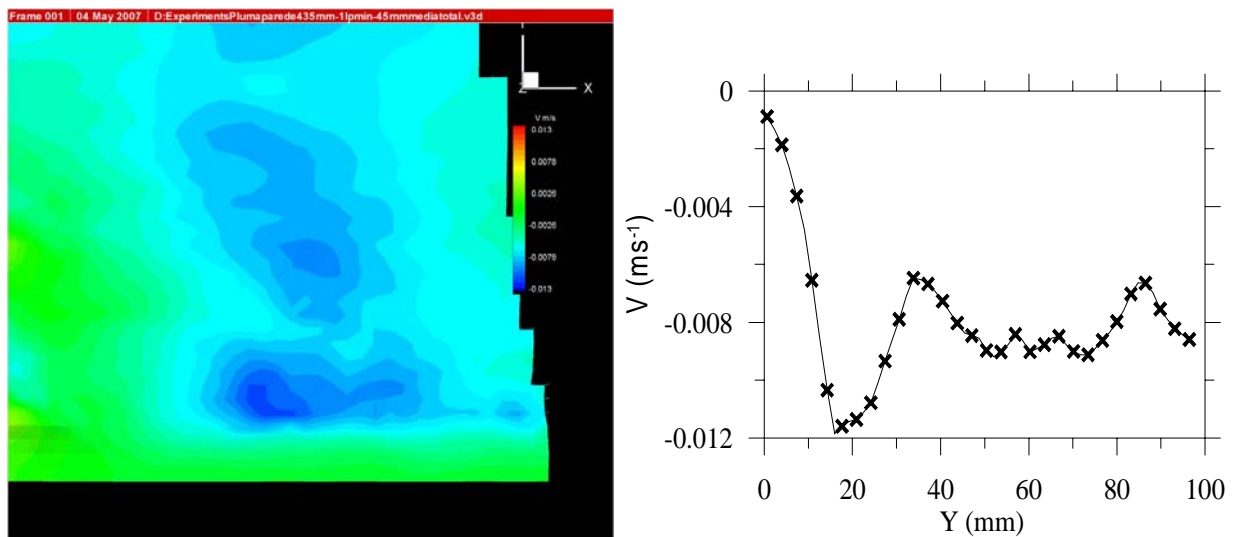 Frame 001 | 04 May 2007 | D:ExperimentsPlumaparede435mm-1lpmin-45mmmediatotal.v3d
Y
Z X
V m/s
0.013
0.0078
0.0026
-0.0026
-0.0078
-0.013
0
-0.004
-0.008
-0.012
V (ms-1)
0 20 40 60 80 100
Y (mm)